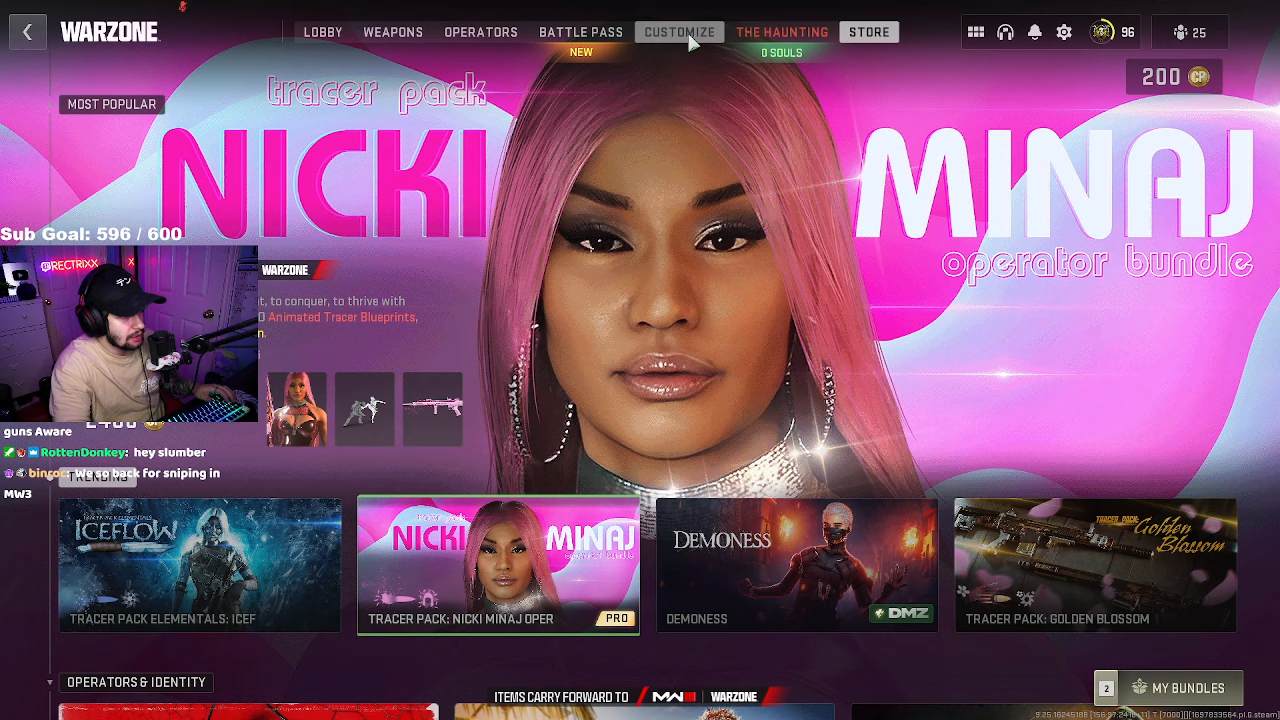 WARZONE
LOBBY WEAPONS OPERATORS BATTLE PASS CUSTOMIZE THE HAUNTING STORE
NEW
0 SOULS
96
25
200 CP
MOST POPULAR
tracer pack
NICKI MINAJ
operator bundle
Sub Goal: 596 / 600
RECTRIXX
WARZONE
t, to conquer, to thrive with
Animated Tracer Blueprints,
n.
guns Aware
RottenDonkey: hey slumber
binroc: We so back for sniping in
MW3
TRENDING
ICEFLOW
TRACER PACK ELEMENTALS: ICEF
NICKI MINAJ
TRACER PACK: NICKI MINAJ OPER
PRO
DEMONESS
DEMONESS
DMZ
TRACER PACK:
Golden
Blossom
TRACER PACK: GOLDEN BLOSSOM
OPERATORS & IDENTITY
ITEMS CARRY FORWARD TO MWIII WARZONE
2 MY BUNDLES